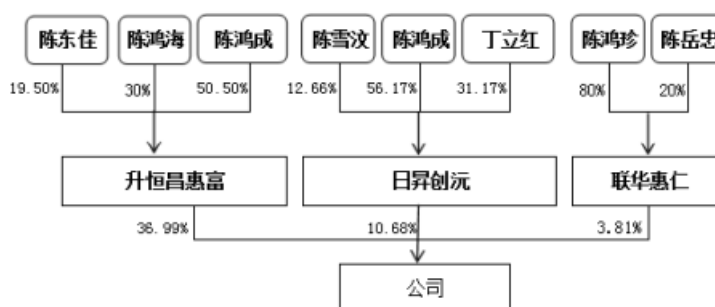 陈东佳 陈鸿海 陈鸿成 陈雪汶 陈鸿成 丁立红 陈鸿珍 陈岳忠
19.50% 30% 50.50% 12.66% 56.17% 31.17% 80% 20%
升恒昌惠富 日昇创沅 联华惠仁
36.99% 10.68% 3.81%
公司